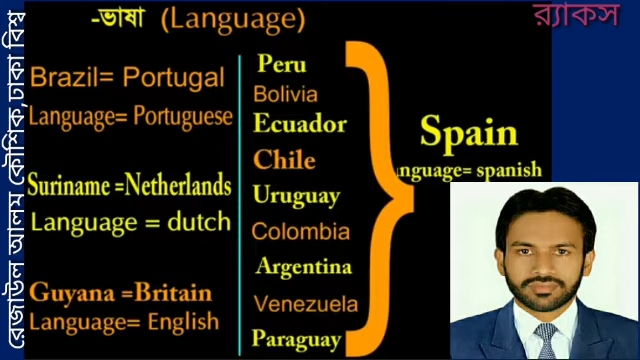 -ভাষা (Language)
র‍্যাকস
রেজাউল আলম কৌশিক,ঢাকা বিশ্ব
Brazil= Portugal
Language= Portuguese
Suriname =Netherlands
Language = dutch
Guyana =Britain
Language= English
Peru
Bolivia
Ecuador
Chile
Uruguay
Colombia
Argentina
Venezuela
Paraguay
Spain
anguage= spanish